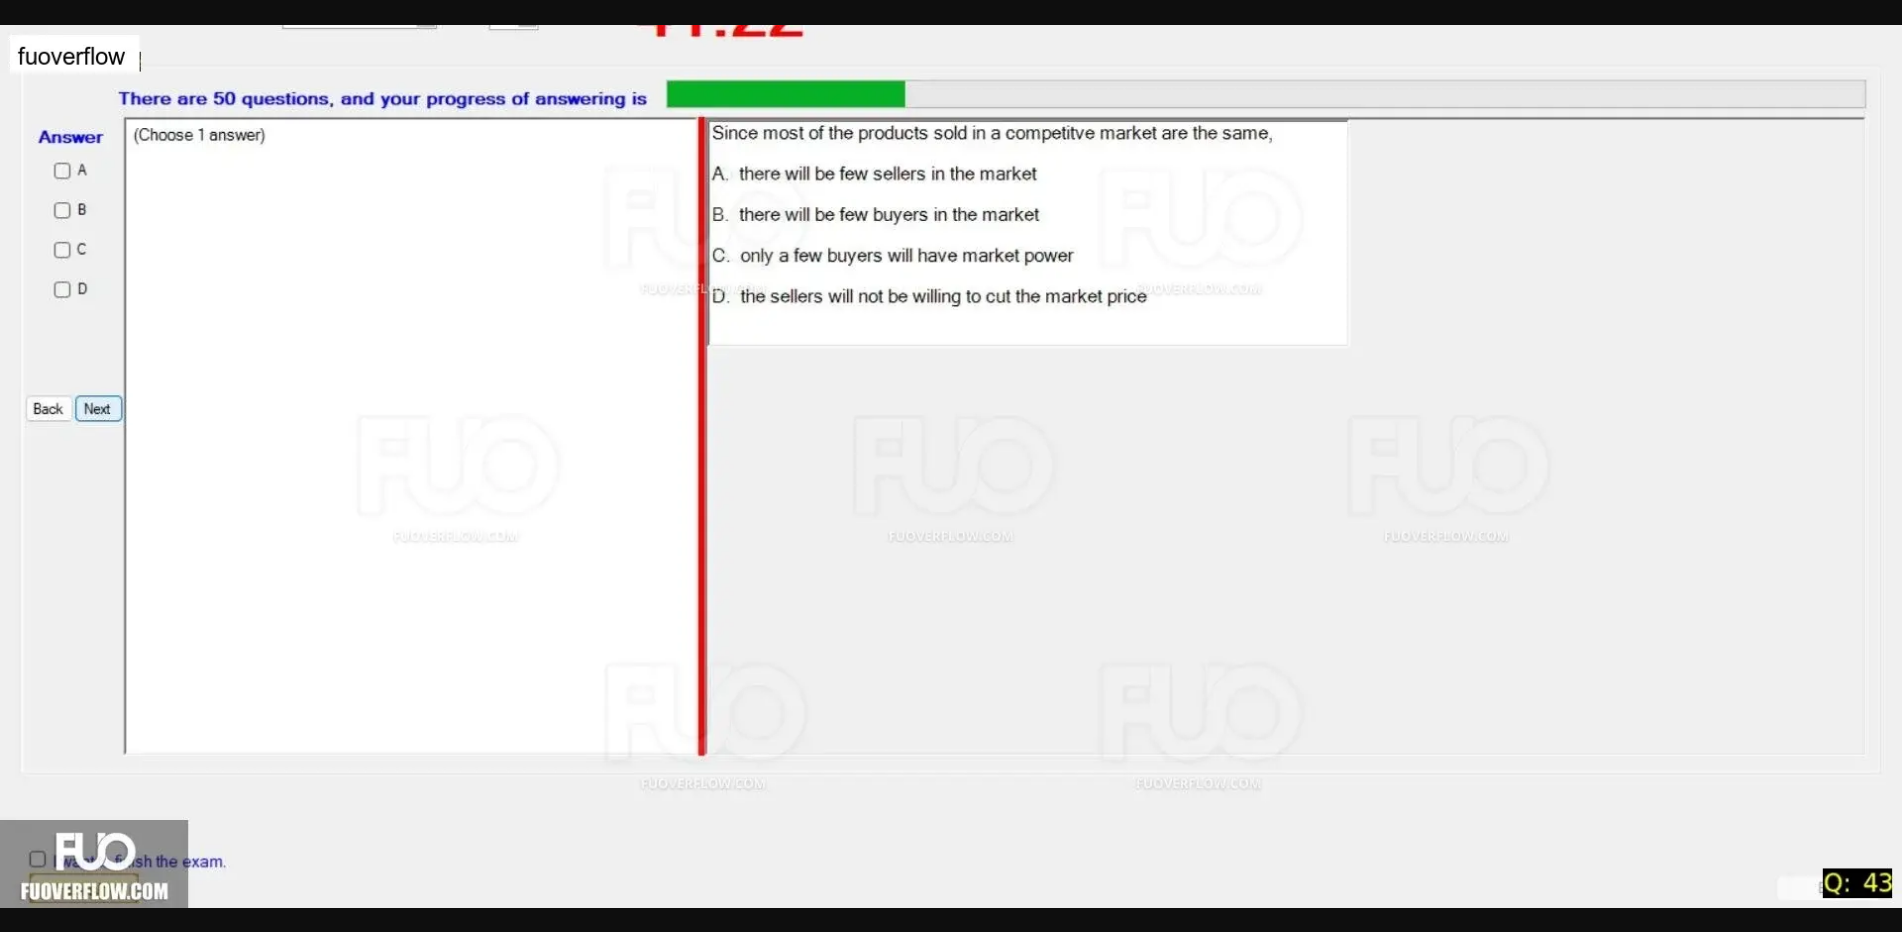 fuoverflow
There are 50 questions, and your progress of answering is
Answer
(Choose 1 answer)
A
B
C
D
Back Next
Since most of the products sold in a competitve market are the same,
A. there will be few sellers in the market
B. there will be few buyers in the market
C. only a few buyers will have market power
D. the sellers will not be willing to cut the market price
FUO
FUOVERFLOW.COM
FUO
FUOVERFLOW.COM
FUO
FUOVERFLOW.COM
FUO
FUOVERFLOW.COM
FUO
FUOVERFLOW.COM
FUO
FUOVERFLOW.COM
FUO
FUOVERFLOW.COM
the exam.
FUO
FUOVERFLOW.COM
Q: 43